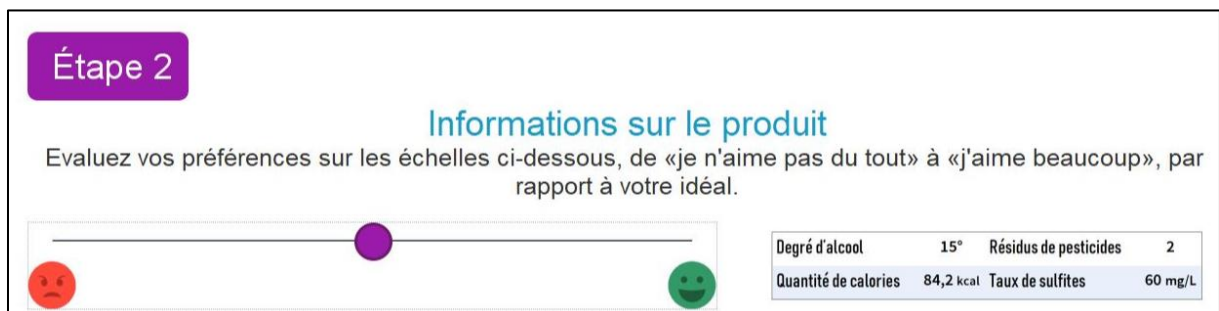 Étape 2
Informations sur le produit
Evaluez vos préférences sur les échelles ci-dessous, de «je n'aime pas du tout» à «j'aime beaucoup», par
rapport à votre idéal.
Degré d'alcool 15° Résidus de pesticides 2
Quantité de calories 84,2 kcal Taux de sulfites 60 mg/L